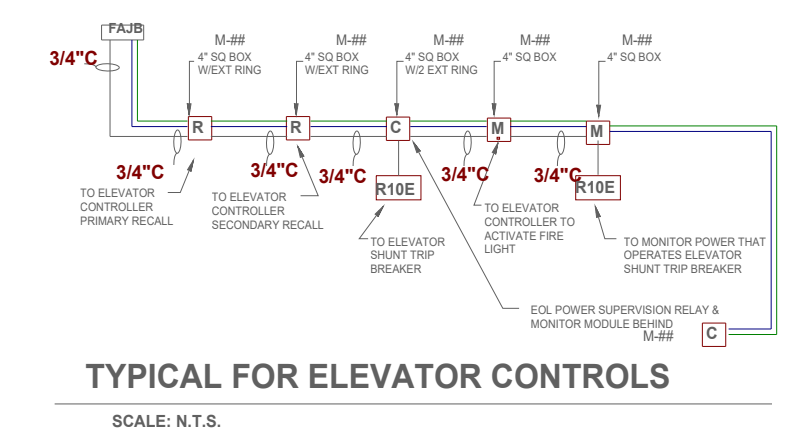 FAJB
3/4"C
M-##
4" SQ BOX
W/EXT RING
M-##
4" SQ BOX
W/EXT RING
M-##
4" SQ BOX
W/2 EXT RING
M-##
4" SQ BOX
M-##
4" SQ BOX
R
R
C
M
M
3/4"C
3/4"C
3/4"C
3/4"C
3/4"C
R10E
R10E
TO ELEVATOR
CONTROLLER
PRIMARY RECALL
TO ELEVATOR
CONTROLLER
SECONDARY RECALL
TO ELEVATOR
SHUNT TRIP
BREAKER
TO ELEVATOR
CONTROLLER TO
ACTIVATE FIRE
LIGHT
TO MONITOR POWER THAT
OPERATES ELEVATOR
SHUNT TRIP BREAKER
EOL POWER SUPERVISION RELAY &
MONITOR MODULE BEHIND
M-##
C
TYPICAL FOR ELEVATOR CONTROLS
SCALE: N.T.S.